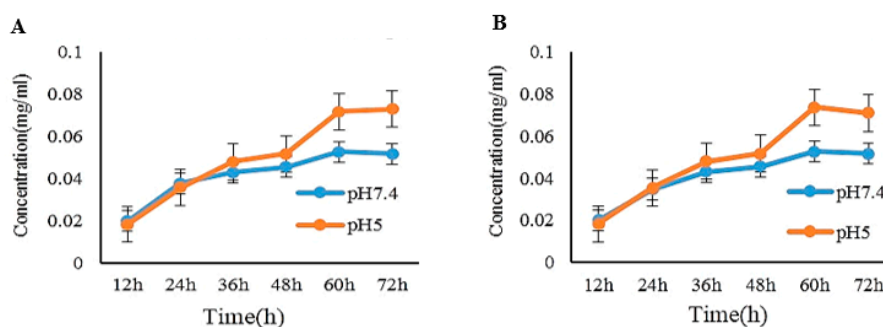 A
Concentration(mg/ml)
0.1
0.08
0.06
0.04
0.02
0
pH7.4
pH5
12h 24h 36h 48h 60h 72h
Time(h)
B
Concentration(mg/ml)
0.1
0.08
0.06
0.04
0.02
0
pH7.4
pH5
12h 24h 36h 48h 60h 72h
Time(h)